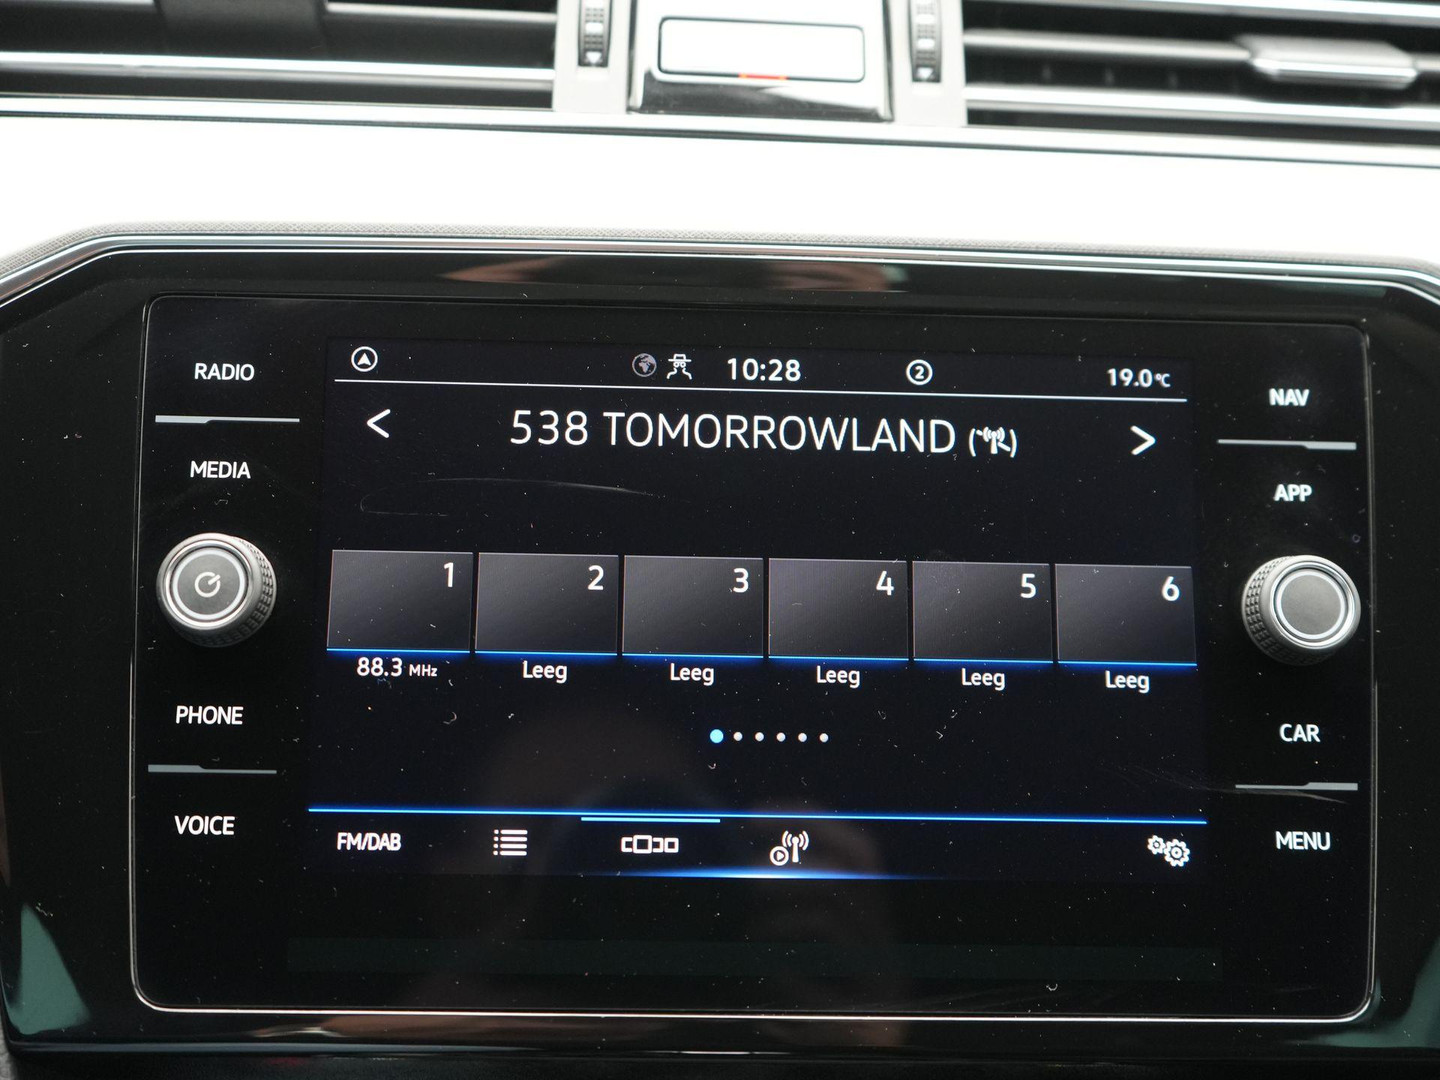 RADIO
MEDIA
PHONE
VOICE
10:28
2
19.0°C
< 538 TOMORROWLAND >
1
2
3
4
5
6
88.3 MHz
Leeg
Leeg
Leeg
Leeg
Leeg
FM/DAB
NAV
APP
CAR
MENU